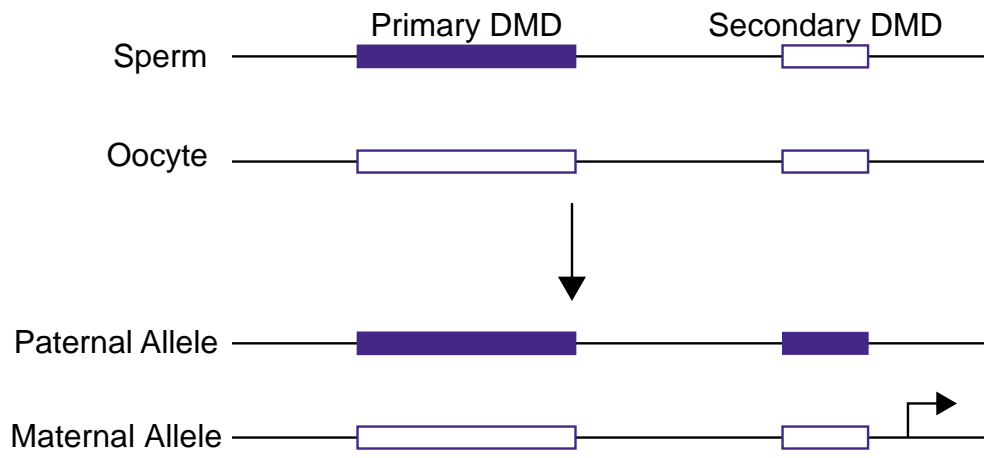 Primary DMD Secondary DMD
Sperm
Oocyte
Paternal Allele
Maternal Allele